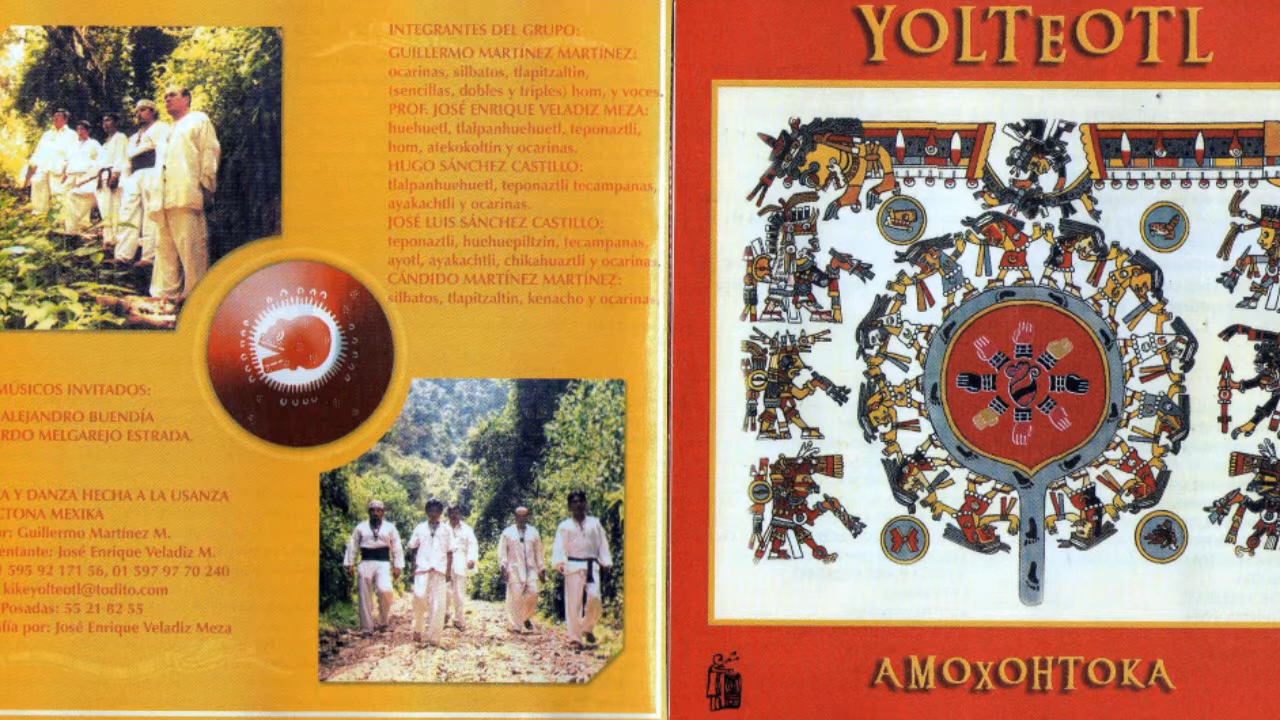 INTEGRANTES DEL GRUPO:
GUILLERMO MARTÍNEZ MARTÍNEZ:
ocarinas, silbatos, tlapitzaltin,
(sencillas, dobles y triples) hom, y voces.
PROF. JOSÉ ENRIQUE VELADIZ MEZA:
huehuetl, tlalpanhuehuetl, teponaztli,
hom, atekokoltin y ocarinas.
HUGO SÁNCHEZ CASTILLO:
tlalpanhuehuetl, teponaztli tecampanas,
ayakachtli y ocarinas.
JOSÉ LUIS SÁNCHEZ CASTILLO:
teponaztli, huehuepiltzin, tecampanas,
ayotl, ayakachtli, chikahuaztli y ocarinas.
CÁNDIDO MARTÍNEZ MARTÍNEZ:
silbatos, tlapitzaltin, kenacho y ocarinas.
MÚSICOS INVITADOS:
ALEJANDRO BUENDÍA
RDO MELGAREJO ESTRADA.
A Y DANZA HECHA A LA USANZA
CTONA MEXIKA
or: Guillermo Martínez M.
entante: José Enrique Veladiz M.
595 92 171 56, 01 597 97 70 240
kikeyolteotl@todito.com
Posadas: 55 21 82 55
fía por: José Enrique Veladiz Meza
YOLTEOTL
AMOXOHTOKA